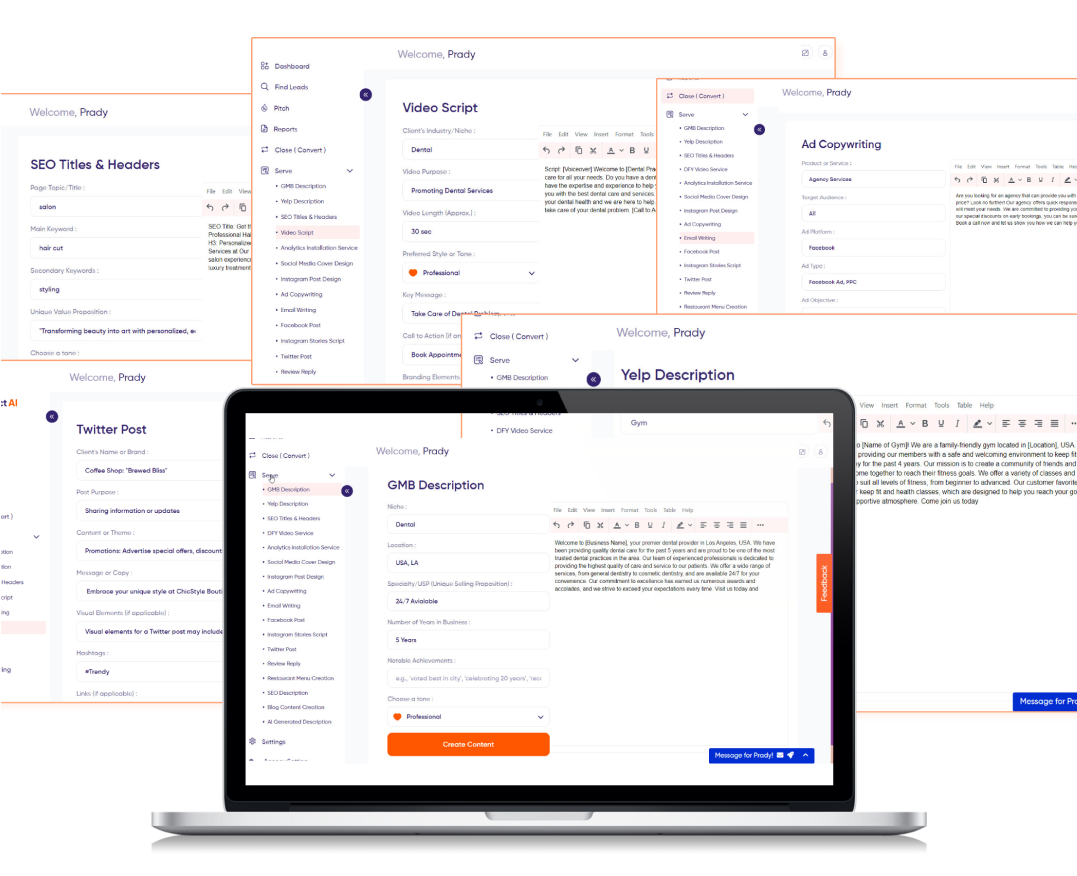 Welcome, Prady
SEO Titles & Headers
Page Topic/Title :
salon
Main Keyword :
hair cut
Secondary Keywords :
styling
Unique Value Proposition :
"Transforming beauty into art with personalized,
Choose a tone :
File Edit View
SEO Title: Get
H3: Personalized
Services at Our
salon experience
luxury treatment
Welcome, Prady
Dashboard
Find Leads
Pitch
Reports
Close ( Convert )
Serve
• GMB Description
• Yelp Description
• SEO Titles & Headers
• Video Script
• Analytics Installation Service
• Social Media Cover Design
• Instagram Post Design
• Ad Copywriting
• Email Writing
• Facebook Post
• Instagram Stories Script
• Twitter Post
• Review Reply
Video Script
Client's Industry/Niche :
Dental
Video Purpose :
Promoting Dental Services
Video Length (Approx.) :
30 sec
Preferred Style or Tone :
Professional
Key Message :
Take Care of Dental Problem
Call to Action (if
Book
Branding Elements
File Edit View Insert Format Tools
Script: [Voiceover] Welcome to [Dental
care for all your needs. Do you have a
have the expertise and experience to help
you with the best dental care and services.
your dental health and we are here to help
take care of your dental problem. [Call to
Close ( Convert )
Serve
• GMB Description
• Yelp Description
• SEO Titles & Headers
• DFY Video Service
• Analytics Installation Service
• Social Media Cover Design
• Instagram Post Design
• Ad Copywriting
• Email Writing
• Facebook Post
• Instagram Stories Script
• Twitter Post
• Review Reply
• Restaurant Menu Creation
Welcome, Prady
Ad Copywriting
Product or Service :
Agency Services
Target Audience :
All
Ad Platform :
Facebook
Ad Type :
Facebook Ad, PPC
Ad Objective :
File Edit View Insert Format Tools Table
Are you looking for an agency that can provide you with
price? Look no further! Our agency offers quick
will meet your needs. We are committed to providing
our special discounts on early bookings, you can be
Book a call now and let us show you how we can help
Close ( Convert )
Serve
• GMB Description
• SEO Titles & Headers
• DFY Video Service
Welcome, Prady
Yelp Description
Gym
View Insert Format Tools Table Help
[Name of Gym]! We are a family-friendly gym located in [Location], USA.
providing our members with a safe and welcoming environment to keep fit
for the past 4 years. Our mission is to create a community of friends and
together to reach their fitness goals. We offer a variety of classes and
suit all levels of fitness, from beginner to advanced. Our customer
keep fit and health classes, which are designed to help you reach your
atmosphere. Come join us today
Message for
AI
Headers
Welcome, Prady
Twitter Post
Client's Name or Brand :
Coffee Shop: "Brewed Bliss"
Post Purpose :
Sharing information or updates
Content or Theme :
Promotions: Advertise special offers,
Message or Copy :
Embrace your unique style at ChicStyle
Visual Elements (if applicable) :
Visual elements for a Twitter post may include
Hashtags :
#Trendy
Links (if applicable) :
Close ( Convert )
Serve
• GMB Description
• Yelp Description
• SEO Titles & Headers
• DFY Video Service
• Analytics Installation Service
• Social Media Cover Design
• Instagram Post Design
• Ad Copywriting
• Email Writing
• Facebook Post
• Instagram Stories Script
• Twitter Post
• Review Reply
• Restaurant Menu Creation
• SEO Description
• Blog Content Creation
• AI Generated Description
Settings
Welcome, Prady
GMB Description
Niche :
Dental
Location :
USA, LA
Specialty/USP (Unique Selling Proposition) :
24/7 Avialable
Number of Years in Business :
5 Years
Notable Achievements :
e.g., 'voted best in city', 'celebrating 20 years',
Choose a tone :
Professional
Create Content
File Edit View Insert Format Tools Table Help
Welcome to [Business Name], your premier dental provider in Los Angeles, USA. We have
been providing quality dental care for the past 5 years and are proud to be one of the most
trusted dental practices in the area. Our team of experienced professionals is dedicated to
providing the highest quality of care and service to our patients. We offer a wide range of
services, from general dentistry to cosmetic dentistry, and are available 24/7 for your
convenience. Our commitment to excellence has earned us numerous awards and
accolades, and we strive to exceed your expectations every time. Visit us today and
Feedback
Message for Prady!